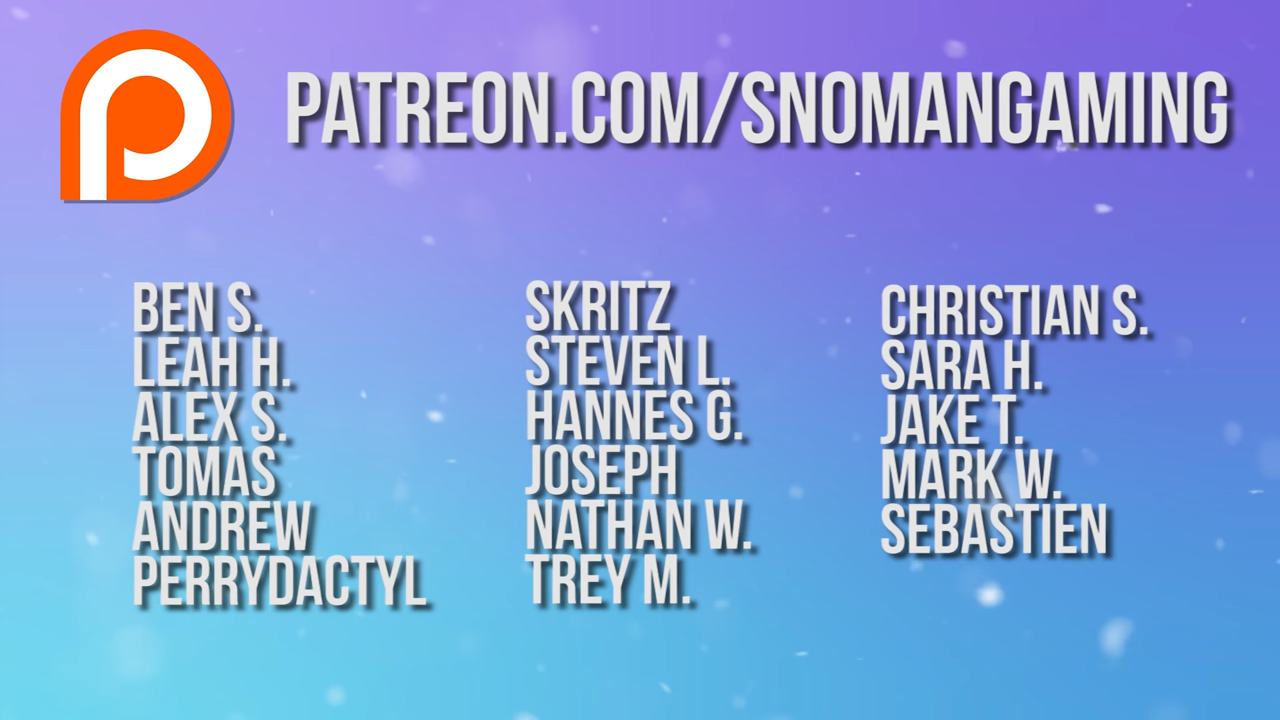 PATREON.COM/SNOMANGAMING
BEN S.
LEAH H.
ALEX S.
TOMAS
ANDREW
PERRYDACTYL
SKRITZ
STEVEN L.
HANNES G.
JOSEPH
NATHAN W.
TREY M.
CHRISTIAN S.
SARA H.
JAKE T.
MARK W.
SEBASTIEN